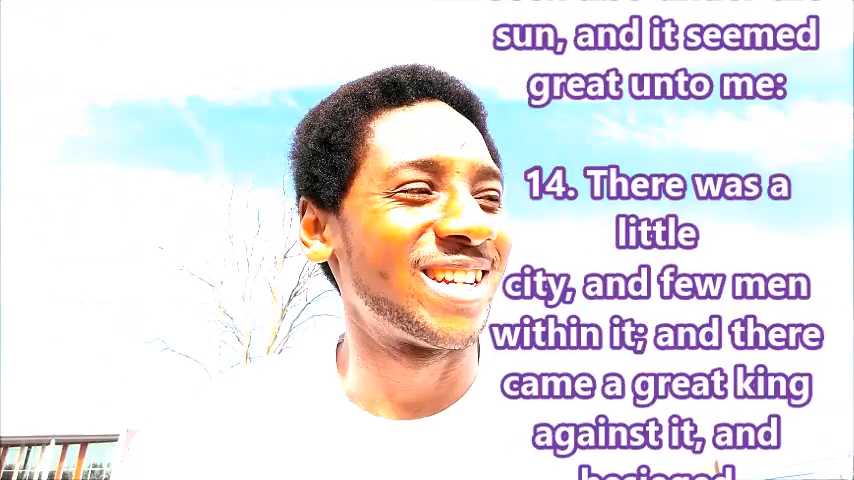 sun, and it seemed
great unto me:
14. There was a
little
city, and few men
within it; and there
came a great king
against it, and
besieged